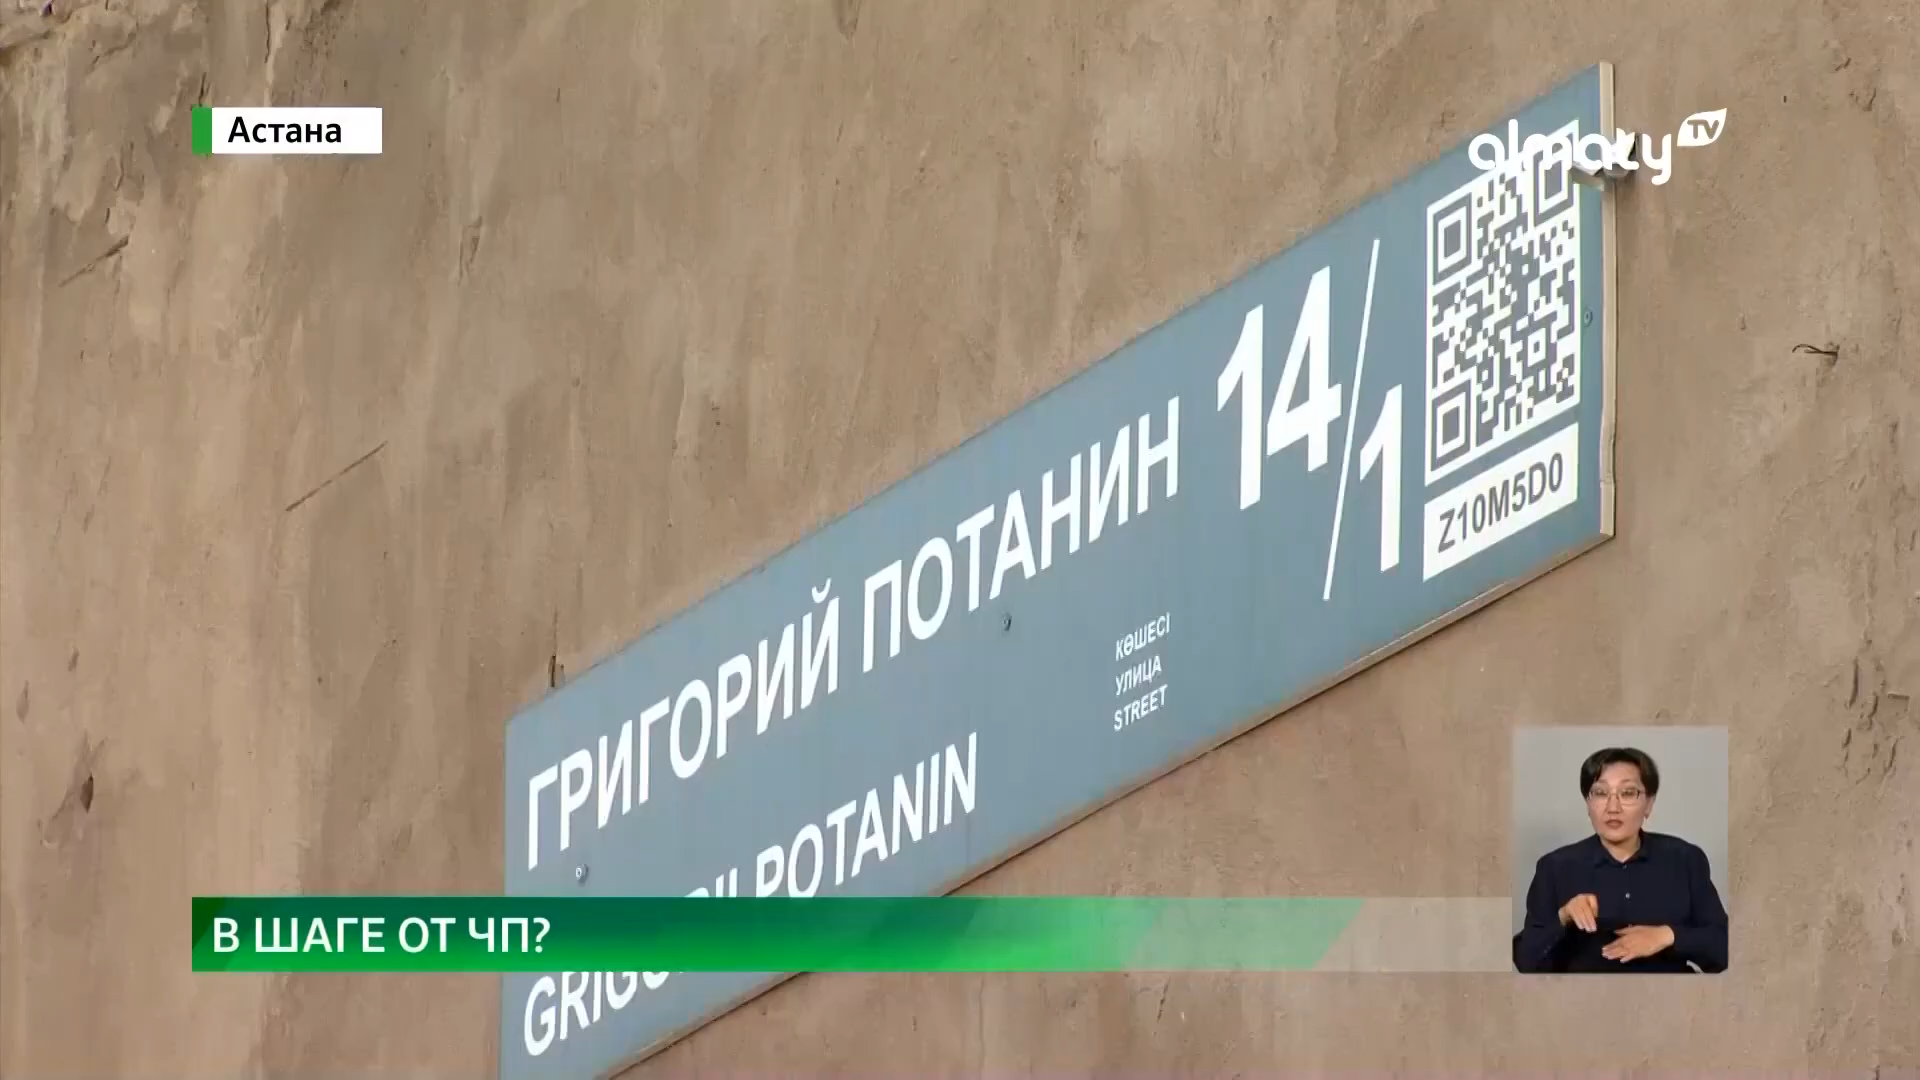 Астана
almaty TV
ГРИГОРИЙ ПОТАНИН 14/1
КӨШЕСІ
УЛИЦА
STREET
Z10M5D0
POTANIN
В ШАГЕ ОТ ЧП?